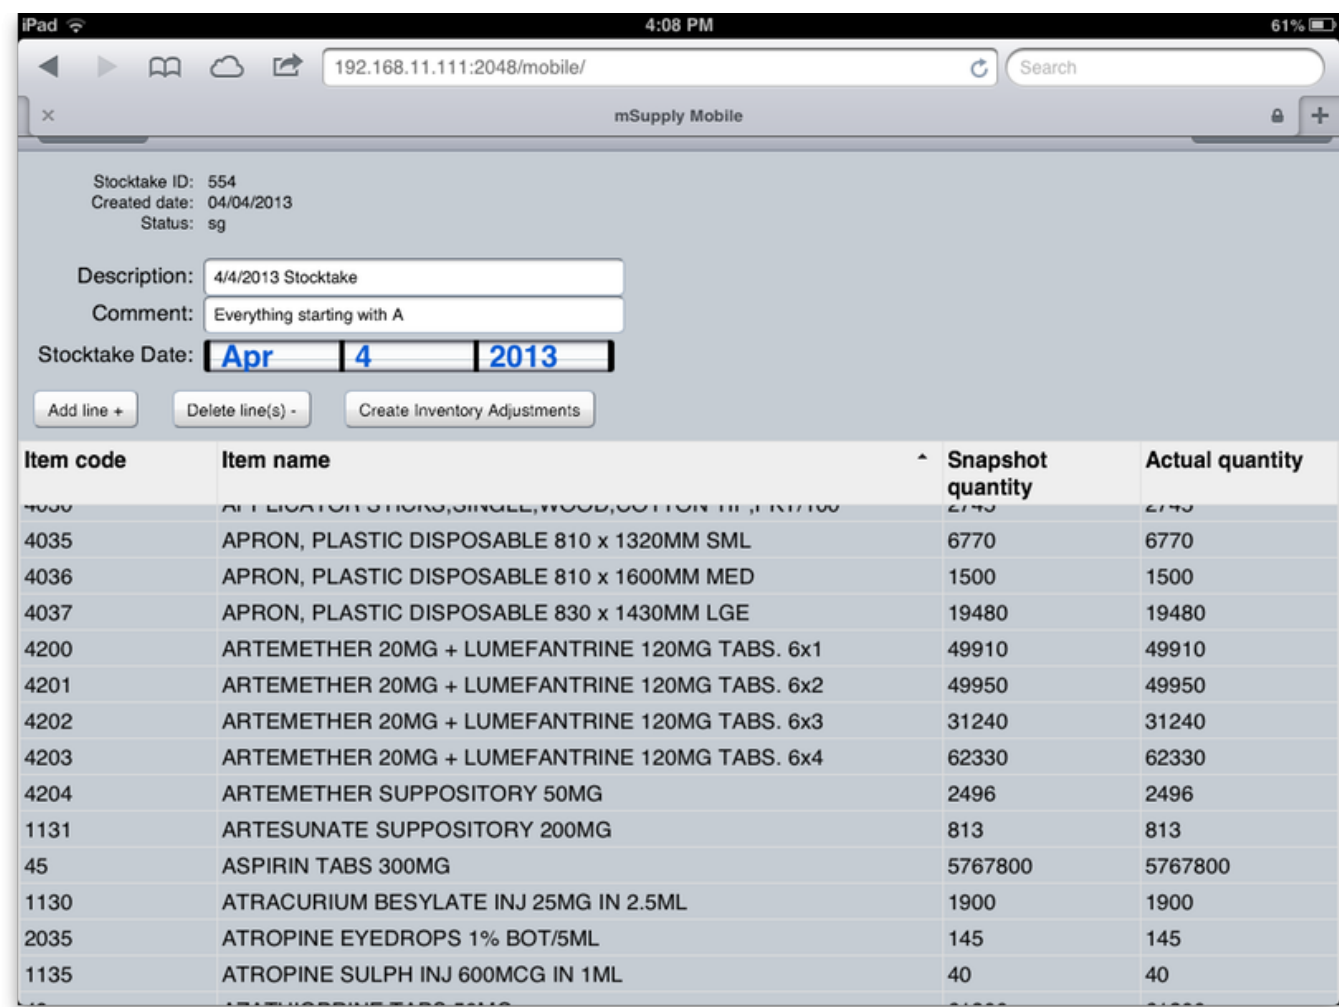 iPad 4:08 PM 61%
192.168.11.111:2048/mobile/ Search
mSupply Mobile
Stocktake ID: 554
Created date: 04/04/2013
Status: sg
Description: 4/4/2013 Stocktake
Comment: Everything starting with A
Stocktake Date: Apr 4 2013
Add line + Delete line(s) - Create Inventory Adjustments
Item code Item name Snapshot quantity Actual quantity
4035 APRON, PLASTIC DISPOSABLE 810 x 1320MM SML 6770 6770
4036 APRON, PLASTIC DISPOSABLE 810 x 1600MM MED 1500 1500
4037 APRON, PLASTIC DISPOSABLE 830 x 1430MM LGE 19480 19480
4200 ARTEMETHER 20MG + LUMEFANTRINE 120MG TABS. 6x1 49910 49910
4201 ARTEMETHER 20MG + LUMEFANTRINE 120MG TABS. 6x2 49950 49950
4202 ARTEMETHER 20MG + LUMEFANTRINE 120MG TABS. 6x3 31240 31240
4203 ARTEMETHER 20MG + LUMEFANTRINE 120MG TABS. 6x4 62330 62330
4204 ARTEMETHER SUPPOSITORY 50MG 2496 2496
1131 ARTESUNATE SUPPOSITORY 200MG 813 813
45 ASPIRIN TABS 300MG 5767800 5767800
1130 ATRACURIUM BESYLATE INJ 25MG IN 2.5ML 1900 1900
2035 ATROPINE EYEDROPS 1% BOT/5ML 145 145
1135 ATROPINE SULPH INJ 600MCG IN 1ML 40 40